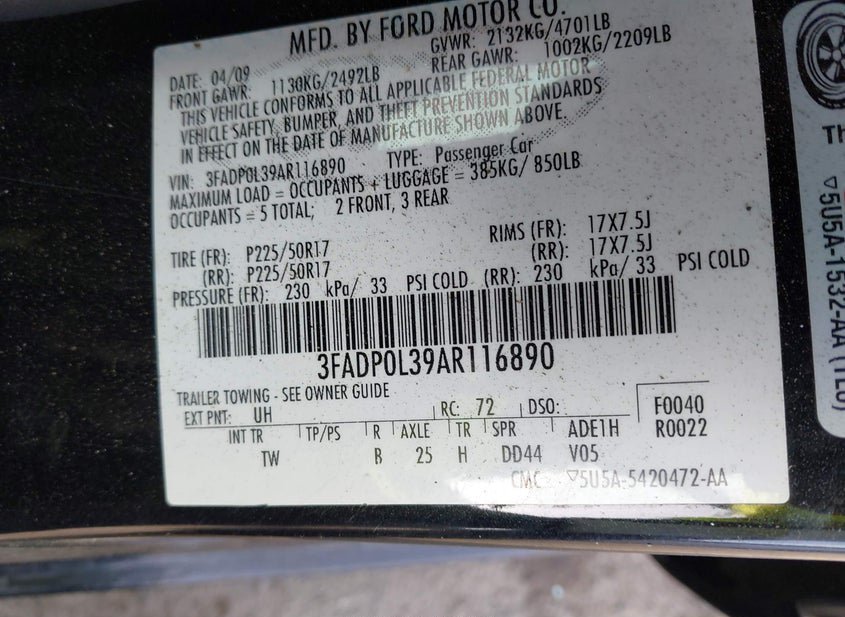 MFD. BY FORD MOTOR CO.
DATE: 04/09 GVWR: 2132KG/4701LB
FRONT GAWR: 1130KG/2492LB REAR GAWR: 1002KG/2209LB
THIS VEHICLE CONFORMS TO ALL APPLICABLE FEDERAL MOTOR
VEHICLE SAFETY, BUMPER, AND THEFT PREVENTION STANDARDS
IN EFFECT ON THE DATE OF MANUFACTURE SHOWN ABOVE.
VIN: 3FADP0L39AR116890 TYPE: Passenger Car
MAXIMUM LOAD = OCCUPANTS + LUGGAGE = 385KG/ 850LB
OCCUPANTS = 5 TOTAL; 2 FRONT, 3 REAR
TIRE (FR): P225/50R17 RIMS (FR): 17X7.5J
(RR): P225/50R17 (RR): 17X7.5J
PRESSURE (FR): 230 kPa/ 33 PSI COLD (RR): 230 kPa/ 33 PSI COLD
3FADP0L39AR116890
TRAILER TOWING - SEE OWNER GUIDE
EXT PNT: UH RC: 72 DSO: F0040
INT TR TP/PS R AXLE TR SPR ADE1H R0022
TW B 25 H DD44 V05
CMC ▽5U5A-5420472-AA
▽5U5A-1532-AA (TE6)